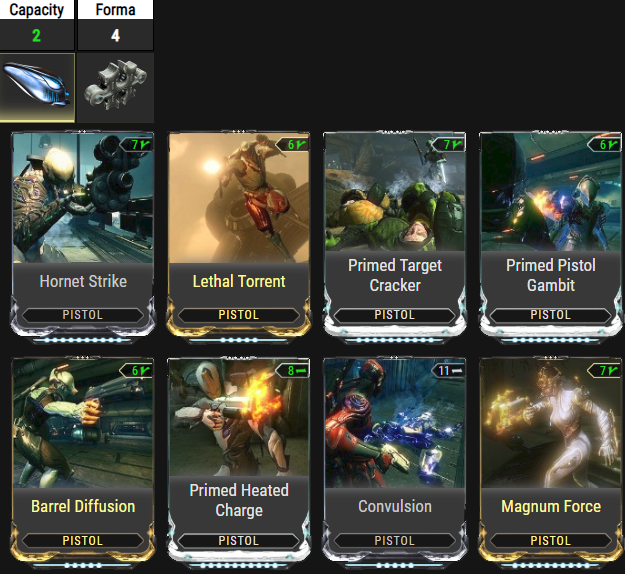 Capacity Forma
2 4
7 6 7 6
Hornet Strike Lethal Torrent Primed Target Cracker Primed Pistol Gambit
PISTOL PISTOL PISTOL PISTOL
6 8 11 7
Barrel Diffusion Primed Heated Charge Convulsion Magnum Force
PISTOL PISTOL PISTOL PISTOL